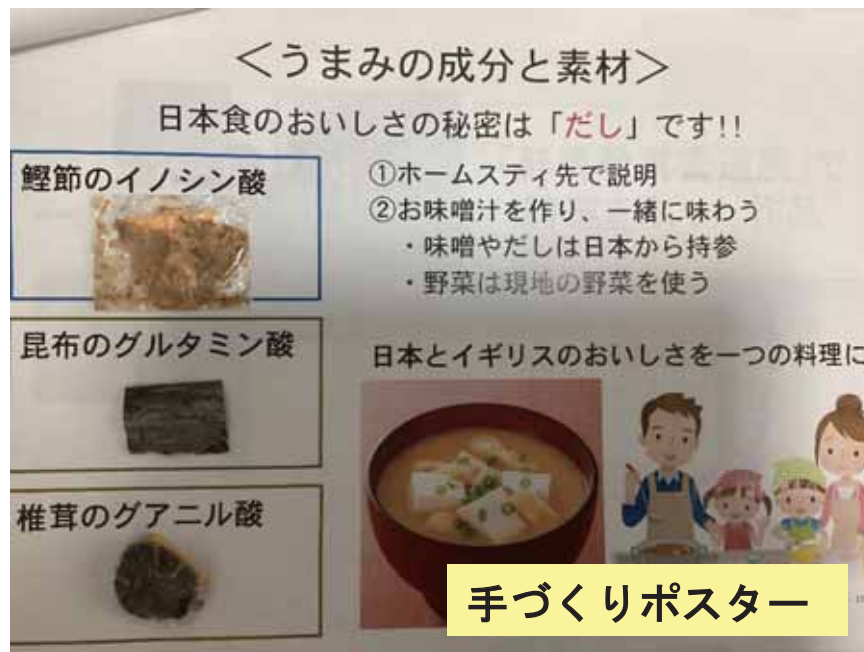 ＜うまみの成分と素材＞
日本食のおいしさの秘密は「だし」です!!
鰹節のイノシン酸
昆布のグルタミン酸
椎茸のグアニル酸
①ホームスティ先で説明
②お味噌汁を作り、一緒に味わう
・味噌やだしは日本から持参
・野菜は現地の野菜を使う
日本とイギリスのおいしさを一つの料理に
手づくりポスター